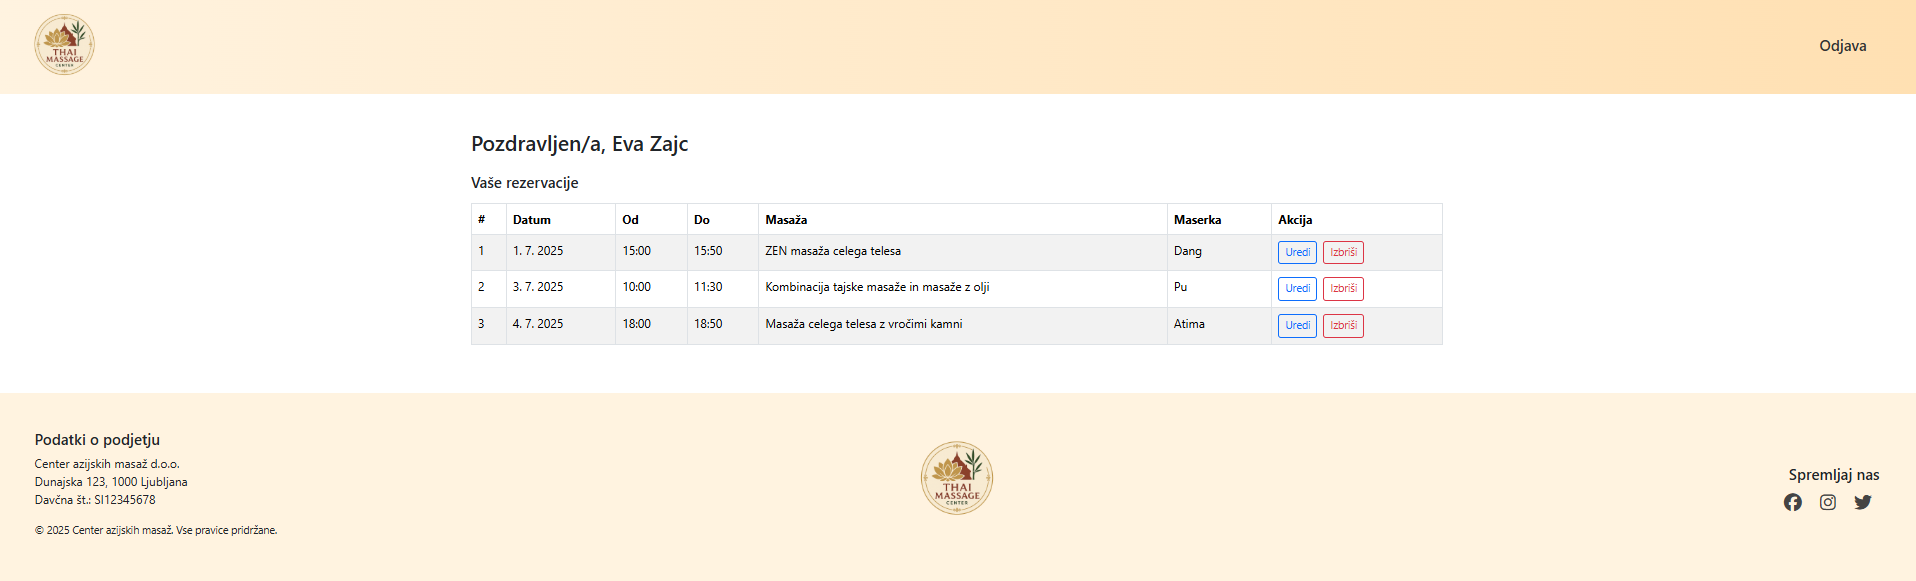 THAI
MASSAGE
CENTER
Odjava
Pozdravljen/a, Eva Zajc
Vaše rezervacije
# Datum Od Do Masaža Maserka Akcija
1 1. 7. 2025 15:00 15:50 ZEN masaža celega telesa Dang Uredi Izbriši
2 3. 7. 2025 10:00 11:30 Kombinacija tajske masaže in masaže z olji Pu Uredi Izbriši
3 4. 7. 2025 18:00 18:50 Masaža celega telesa z vročimi kamni Atima Uredi Izbriši
Podatki o podjetju
Center azijskih masaž d.o.o.
Dunajska 123, 1000 Ljubljana
Davčna št.: SI12345678
© 2025 Center azijskih masaž. Vse pravice pridržane.
THAI
MASSAGE
CENTER
Spremljaj nas